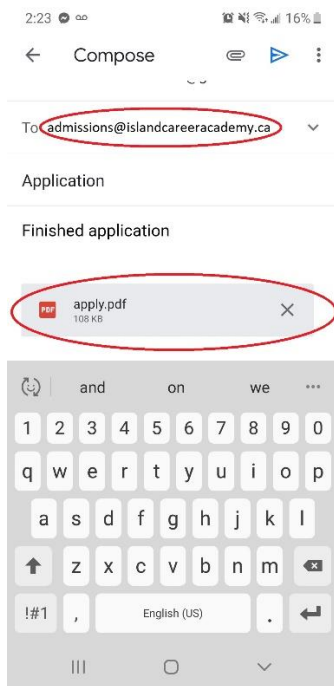 2:23 16%
Compose
To admissions@islandcareeracademy.ca
Application
Finished application
PDF apply.pdf
108 KB
and on we
1 2 3 4 5 6 7 8 9 0
q w e r t y u i o p
a s d f g h j k l
z x c v b n m
!#1 , English (US) .